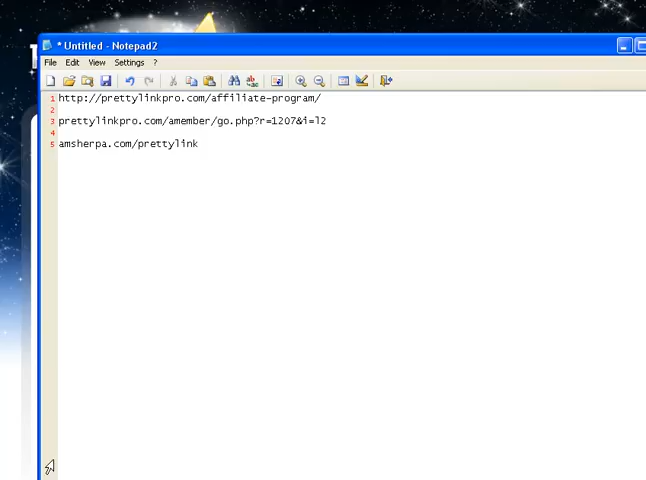 * Untitled - Notepad2
File Edit View Settings ?
1 http://prettylinkpro.com/affiliate-program/
2
3 prettylinkpro.com/amember/go.php?r=1207&i=l2
4
5 amsherpa.com/prettylink